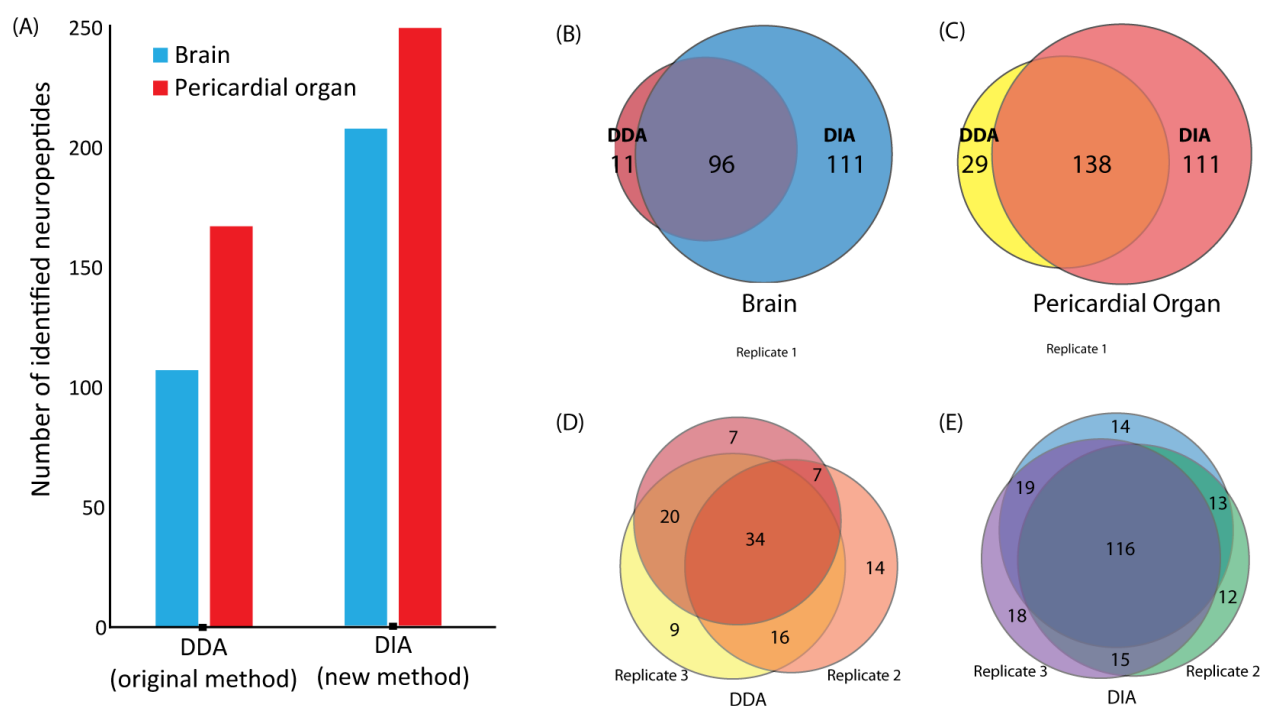 (A)
Number of identified neuropeptides
250
200
150
100
50
0
Brain
Pericardial organ
DDA
(original method)
DIA
(new method)
(B)
DDA
11
96
DIA
111
Brain
(C)
DDA
29
138
DIA
111
Pericardial Organ
Replicate 1
Replicate 1
(D)
7
7
20
34
14
9
16
Replicate 3
Replicate 2
DDA
(E)
14
19
13
116
12
18
15
Replicate 3
Replicate 2
DIA